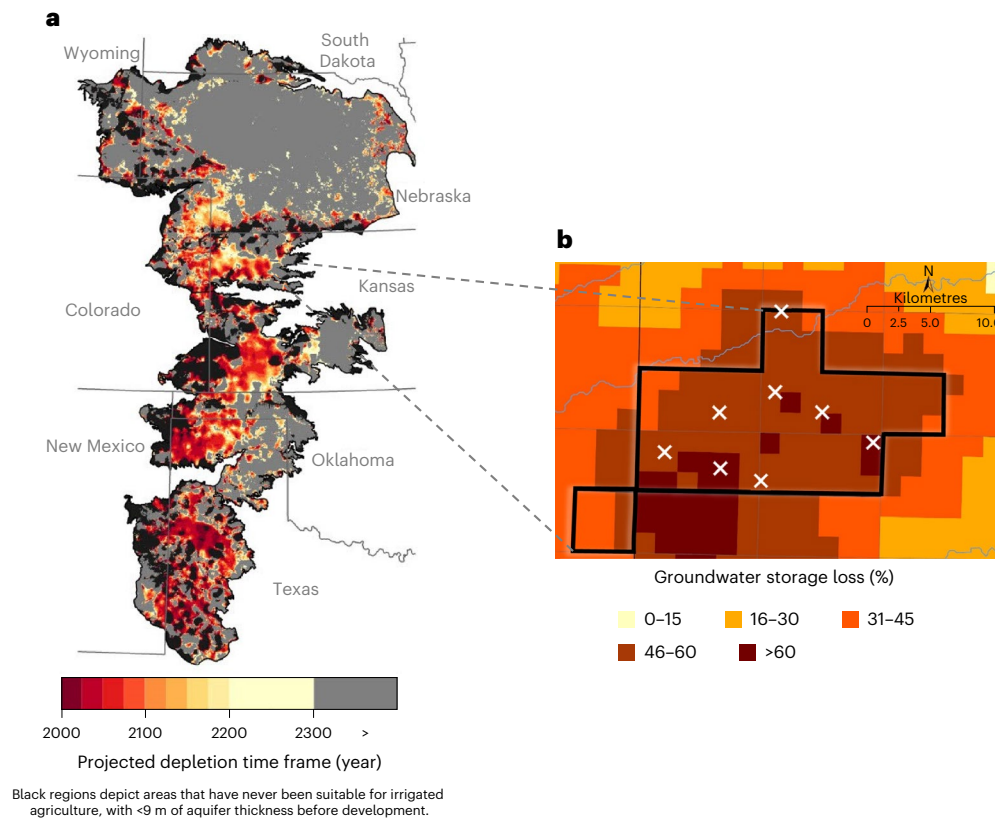 a
Wyoming
South
Dakota
Nebraska
Colorado
Kansas
New Mexico
Oklahoma
Texas
2000 2100 2200 2300 >
Projected depletion time frame (year)
Black regions depict areas that have never been suitable for irrigated
agriculture, with <9 m of aquifer thickness before development.
b
N
Kilometres
0 2.5 5.0
Groundwater storage loss (%)
0–15 16–30 31–45
46–60 >60